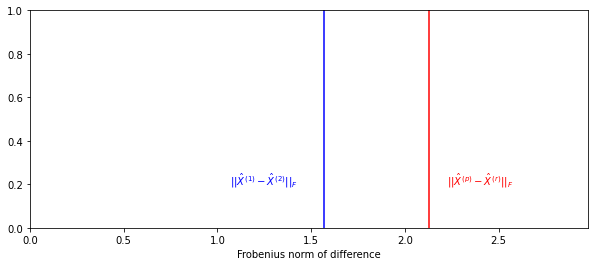 1.0
0.8
0.6
0.4
0.2
0.0
||X̂⁽¹⁾ − X̂⁽²⁾||_F
||X̂⁽ᵖ⁾ − X̂⁽ʳ⁾||_F
0.0 0.5 1.0 1.5 2.0 2.5
Frobenius norm of difference